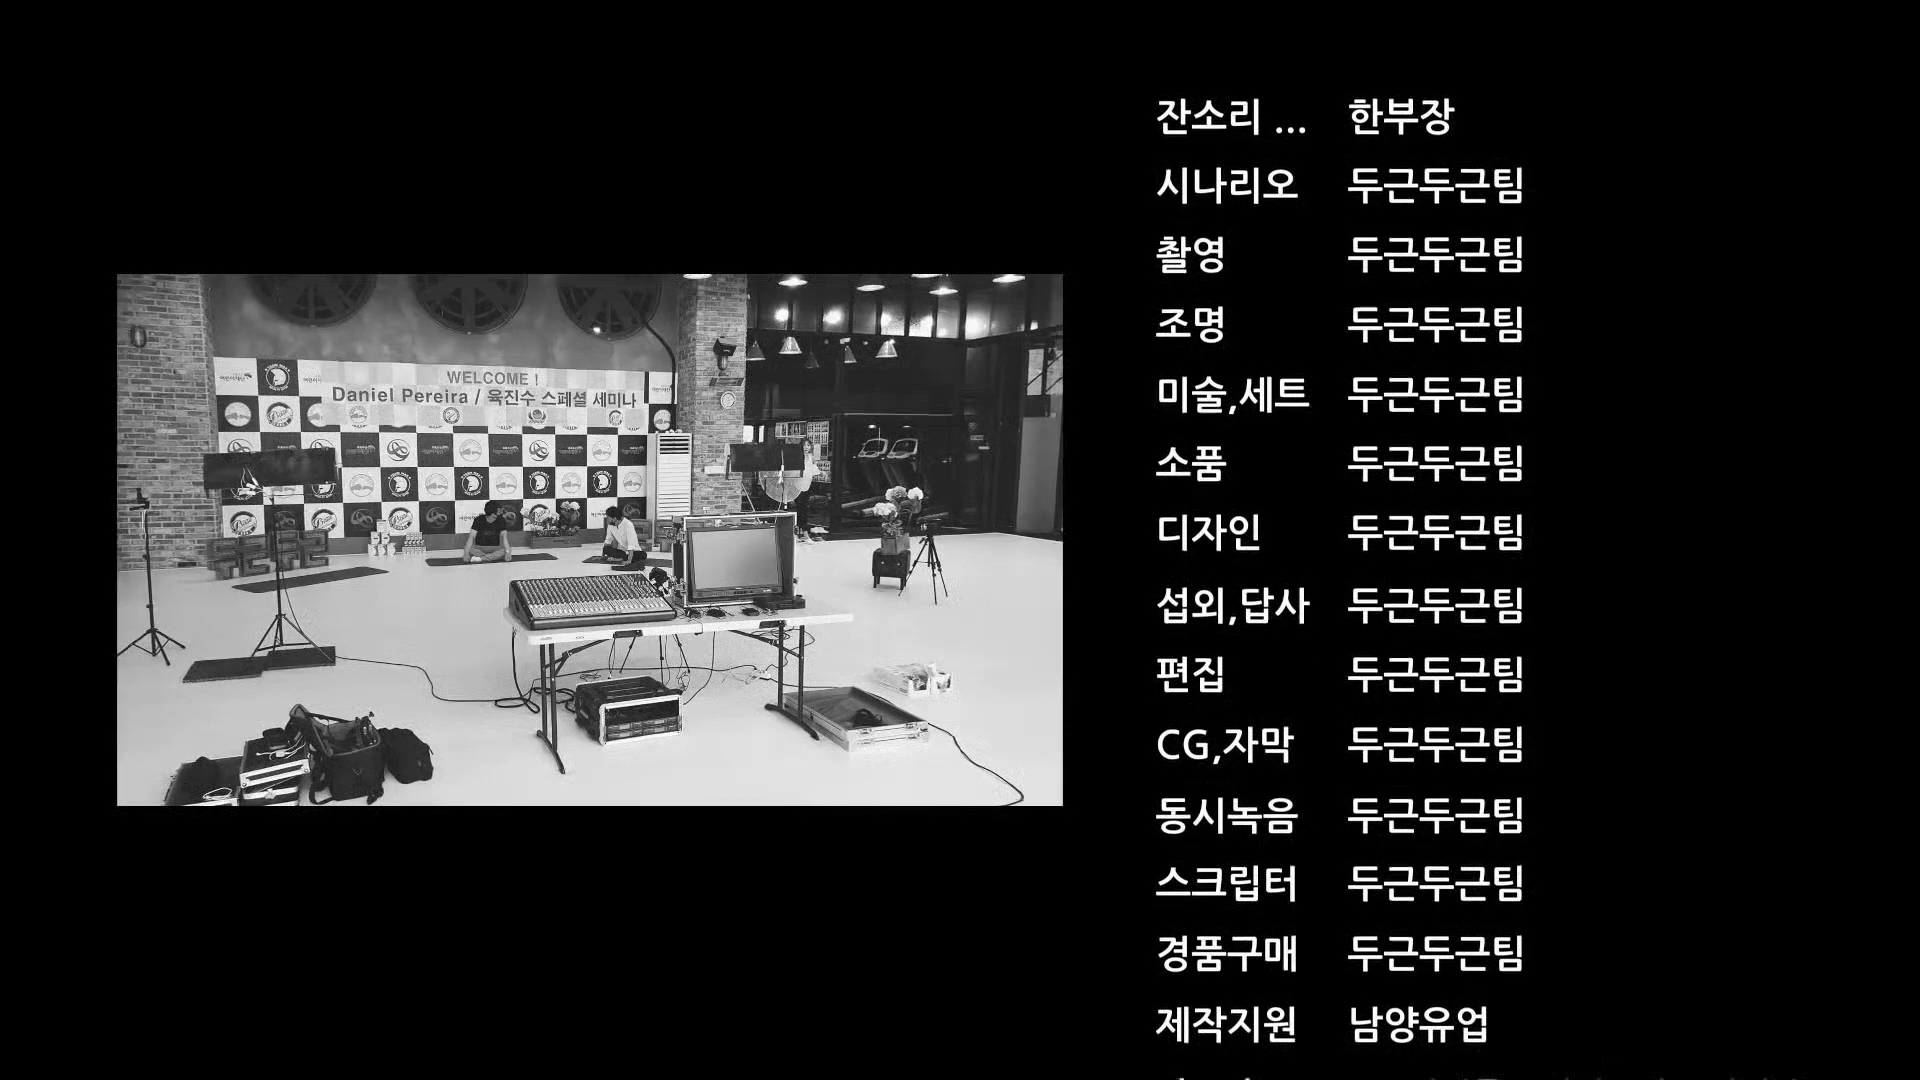 WELCOME !
Daniel Pereira / 육진수 스페셜 세미나
잔소리 ... 한부장
시나리오 두근두근팀
촬영 두근두근팀
조명 두근두근팀
미술,세트 두근두근팀
소품 두근두근팀
디자인 두근두근팀
섭외,답사 두근두근팀
편집 두근두근팀
CG,자막 두근두근팀
동시녹음 두근두근팀
스크립터 두근두근팀
경품구매 두근두근팀
제작지원 남양유업